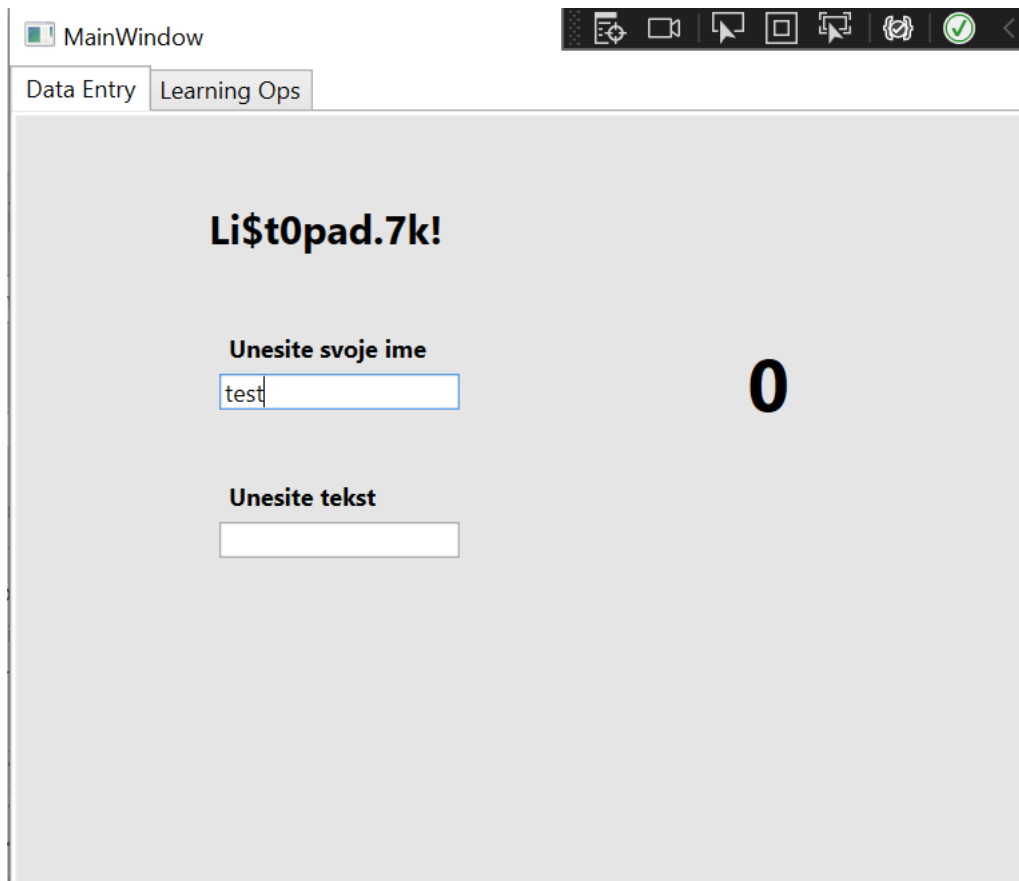 MainWindow
Data Entry
Learning Ops
Li$t0pad.7k!
Unesite svoje ime
test
0
Unesite tekst